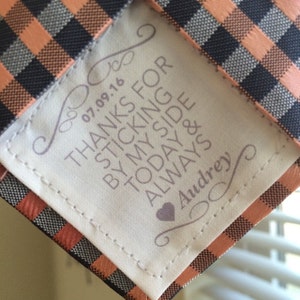 07.09.16
THANKS FOR
STICKING
BY MY SIDE
TODAY &
ALWAYS
Audrey